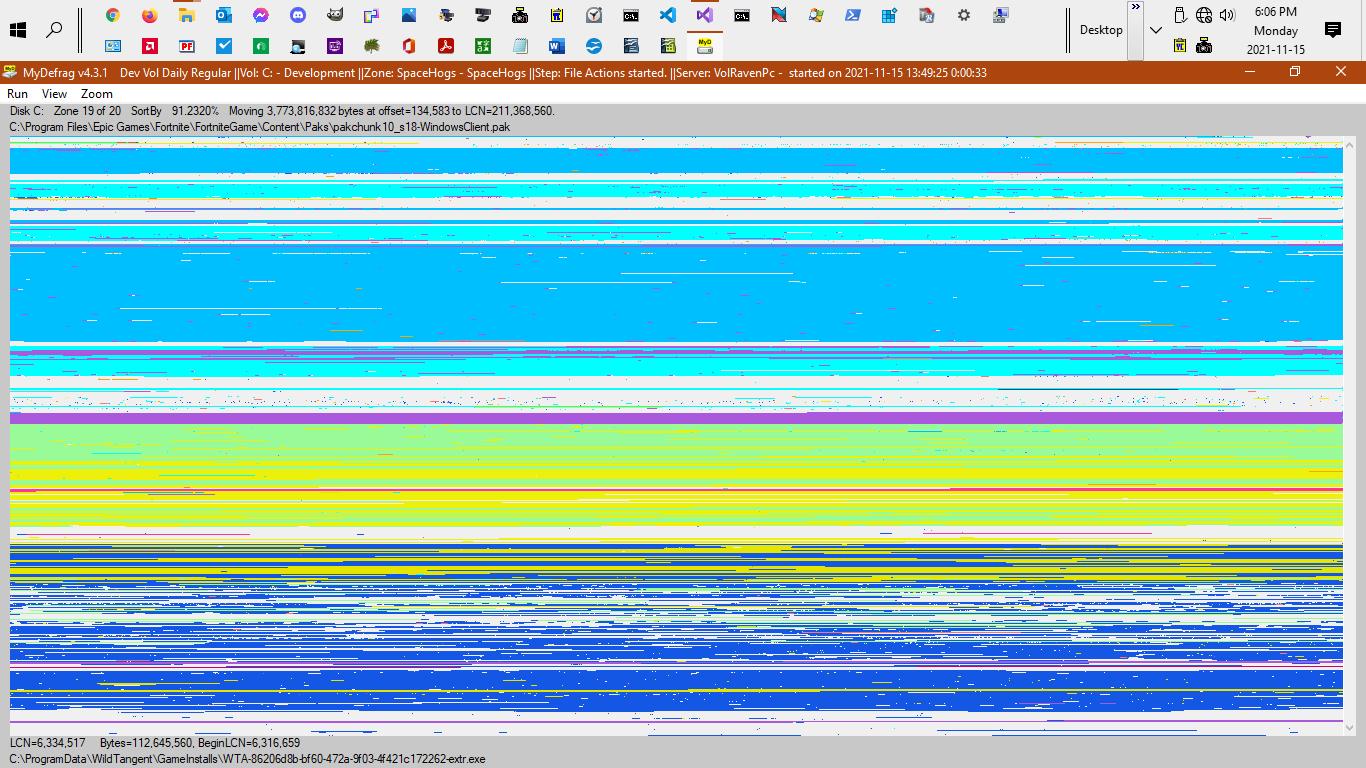 6:06 PM
Desktop
Monday
2021-11-15
MyDefrag v4.3.1 Dev Vol Daily Regular ||Vol: C: - Development ||Zone: SpaceHogs - SpaceHogs ||Step: File Actions started. ||Server: VolRavenPc - started on 2021-11-15 13:49:25 0:00:33
Run View Zoom
Disk C: Zone 19 of 20 SortBy 91.2320% Moving 3,773,816,832 bytes at offset=134,583 to LCN=211,368,560.
C:\Program Files\Epic Games\Fortnite\FortniteGame\Content\Paks\pakchunk10_s18-WindowsClient.pak
LCN=6,334,517 Bytes=112,645,560, BeginLCN=6,316,659
C:\ProgramData\WildTangent\GameInstalls\WTA-86206d8b-bf60-472a-9f03-4f421c172262-extr.exe